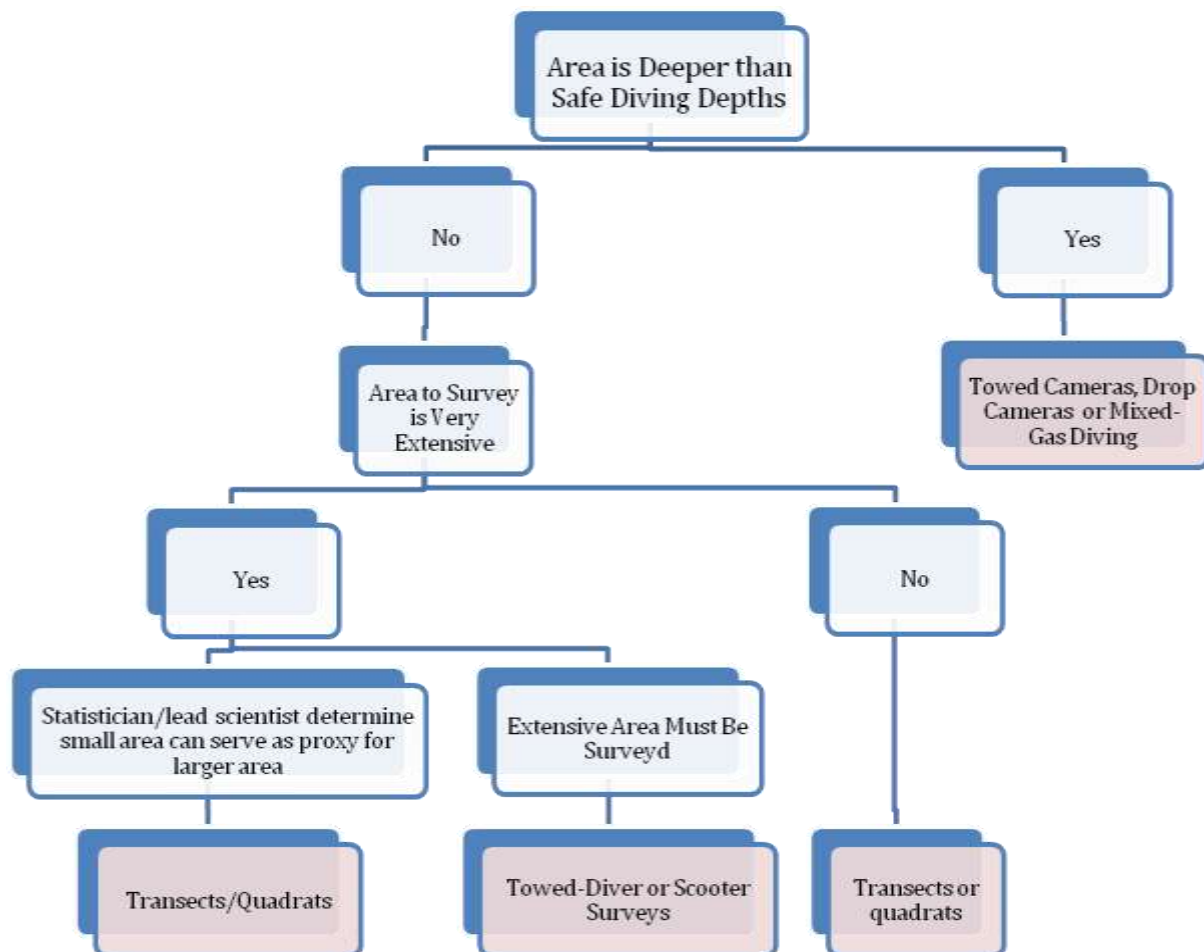 Area is Deeper than
Safe Diving Depths
No
Yes
Area to Survey
is Very
Extensive
Towed Cameras, Drop
Cameras or Mixed-
Gas Diving
Yes
No
Statistician/lead scientist determine
small area can serve as proxy for
larger area
Extensive Area Must Be
Surveyd
Transects/Quadrats
Towed-Diver or Scooter
Surveys
Transects or
quadrats